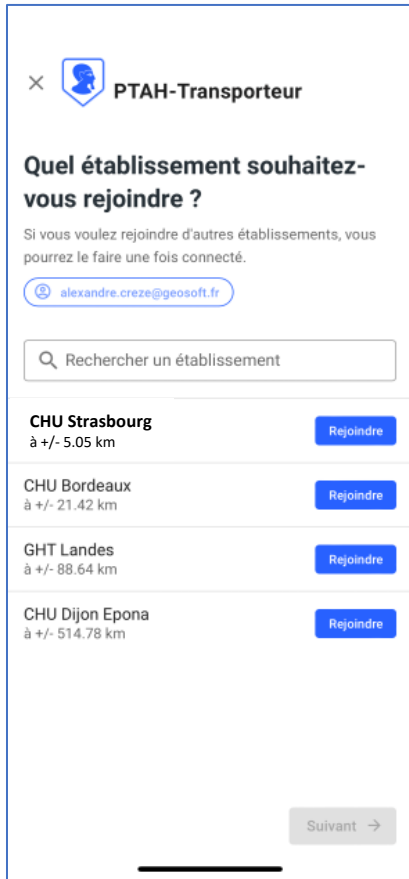 PTAH-Transporteur
Quel établissement souhaitez-
vous rejoindre ?
Si vous voulez rejoindre d'autres établissements, vous
pourrez le faire une fois connecté.
alexandre.creze@geosoft.fr
Rechercher un établissement
CHU Strasbourg
à +/- 5.05 km
Rejoindre
CHU Bordeaux
à +/- 21.42 km
Rejoindre
GHT Landes
à +/- 88.64 km
Rejoindre
CHU Dijon Epona
à +/- 514.78 km
Rejoindre
Suivant →